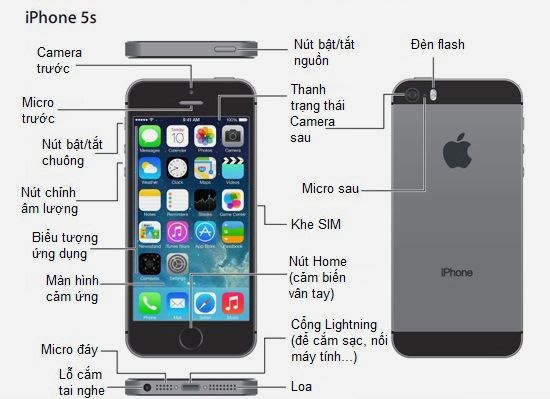 iPhone 5s
Camera
trước
Nút bật/tắt
nguồn
Đèn flash
Micro
trước
Thanh
trạng thái
Camera
sau
Nút bật/tắt
chuông
Nút chỉnh
âm lượng
Micro sau
Khe SIM
Biểu tượng
ứng dụng
Nút Home
(cảm biến
vân tay)
Màn hình
cảm ứng
Cổng Lightning
(để cắm sạc, nối
máy tính...)
Micro đáy
Lỗ cắm
tai nghe
Loa
9:41 AM
100%
Tuesday
10
Messages
Calendar
Photos
Camera
Weather
Clock
Maps
Videos
Notes
Reminders
Stocks
Game Center
Newsstand
iTunes Store
App Store
Passbook
Compass
Settings
Phone
Mail
Safari
Music
iPhone